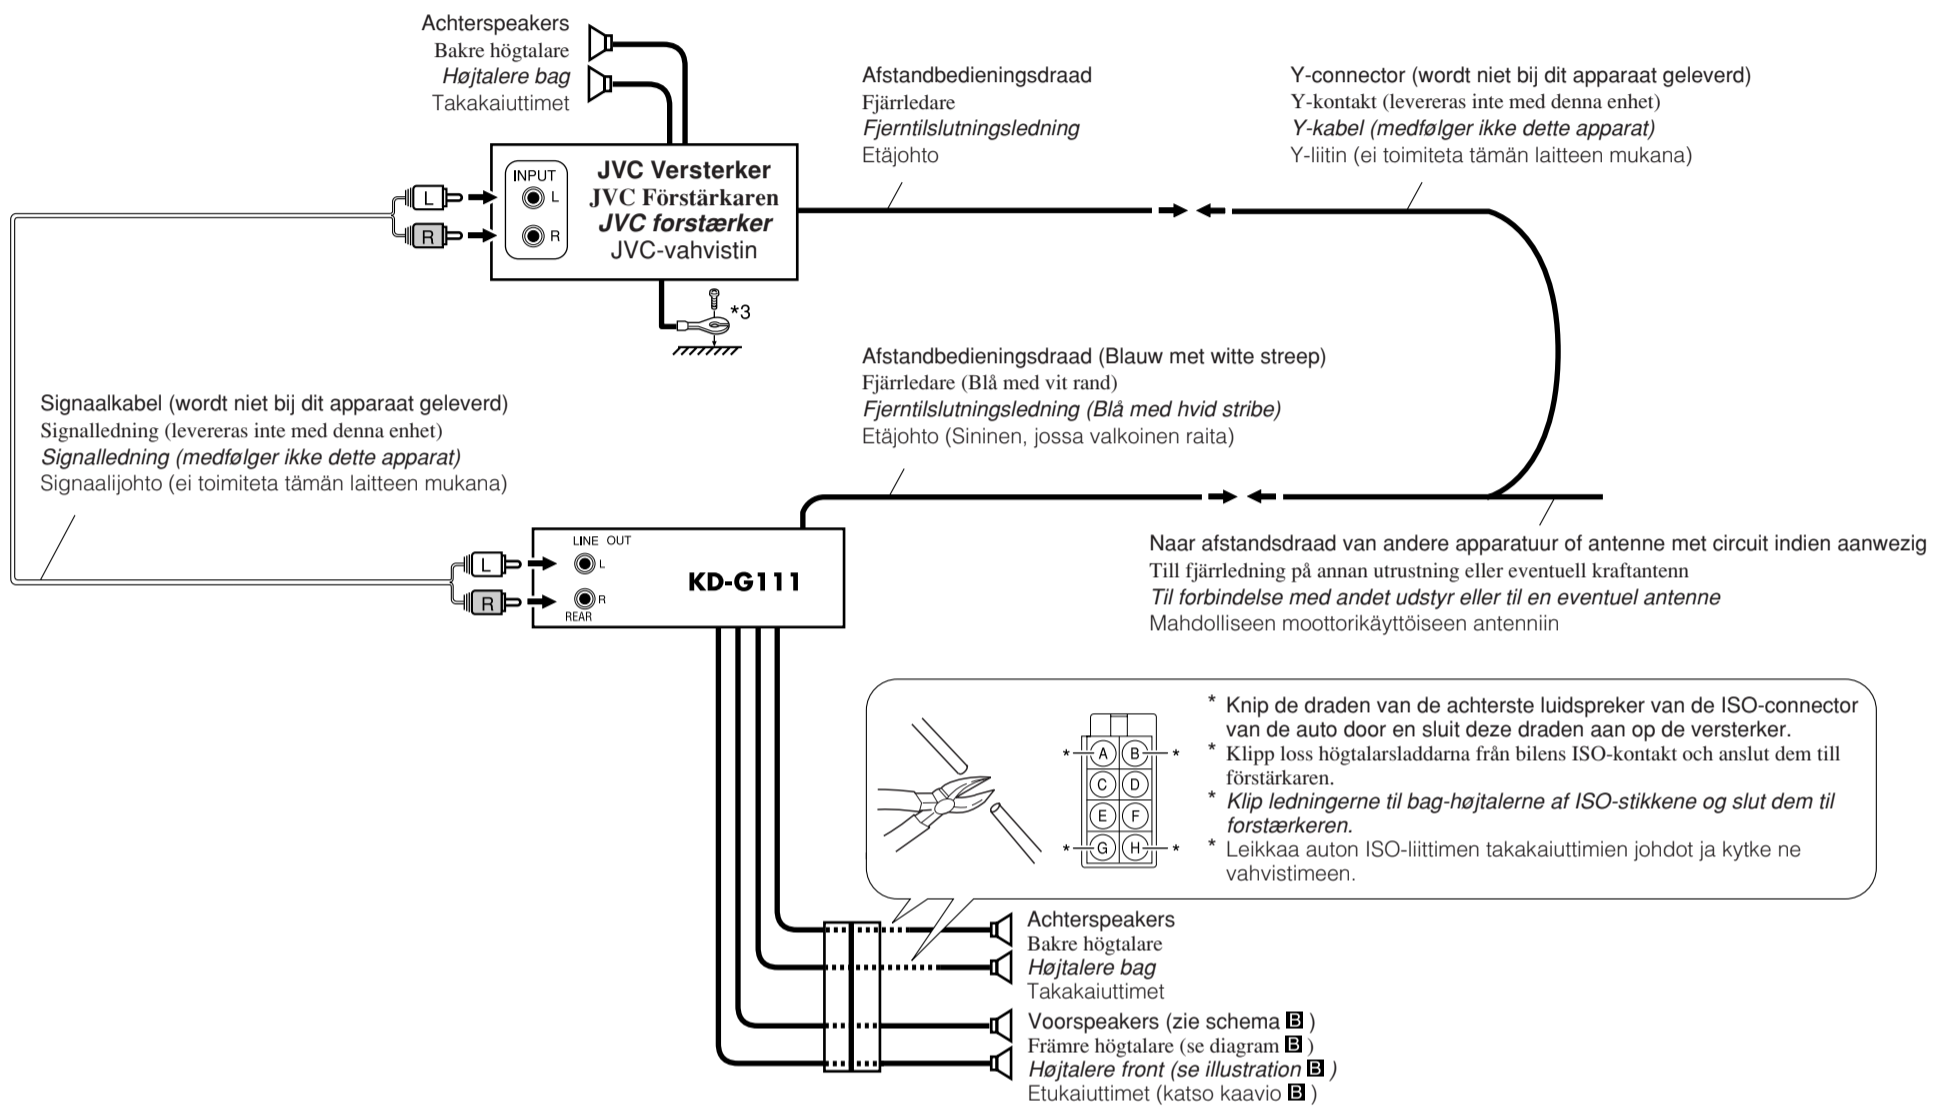 Achterspeakers
Bakre högtalare
Højtalere bag
Takakaiuttimet
Afstandbedieningsdraad
Fjärrledare
Fjerntilslutningsledning
Etäjohto
Y-connector (wordt niet bij dit apparaat geleverd)
Y-kontakt (levereras inte med denna enhet)
Y-kabel (medfølger ikke dette apparat)
Y-liitin (ei toimiteta tämän laitteen mukana)
INPUT
L
R
L
R
JVC Versterker
JVC Förstärkaren
JVC forstærker
JVC-vahvistin
*3
Afstandbedieningsdraad (Blauw met witte streep)
Fjärrledare (Blå med vit rand)
Fjerntilslutningsledning (Blå med hvid stribe)
Etäjohto (Sininen, jossa valkoinen raita)
Signaalkabel (wordt niet bij dit apparaat geleverd)
Signalledning (levereras inte med denna enhet)
Signalledning (medfølger ikke dette apparat)
Signaalijohto (ei toimiteta tämän laitteen mukana)
LINE OUT
L
R
REAR
L
R
KD-G111
Naar afstandsdraad van andere apparatuur of antenne met circuit indien aanwezig
Till fjärrledning på annan utrustning eller eventuell kraftantenn
Til forbindelse med andet udstyr eller til en eventuel antenne
Mahdolliseen moottorikäyttöiseen antenniin
* A B *
C D
E F
* G H *
* Knip de draden van de achterste luidspreker van de ISO-connector
van de auto door en sluit deze draden aan op de versterker.
* Klipp loss högtalarsladdarna från bilens ISO-kontakt och anslut dem till
förstärkaren.
* Klip ledningerne til bag-højtalerne af ISO-stikkene og slut dem til
forstærkeren.
* Leikkaa auton ISO-liittimen takakaiuttimien johdot ja kytke ne
vahvistimeen.
Achterspeakers
Bakre högtalare
Højtalere bag
Takakaiuttimet
Voorspeakers (zie schema B )
Främre högtalare (se diagram B )
Højtalere front (se illustration B )
Etukaiuttimet (katso kaavio B )